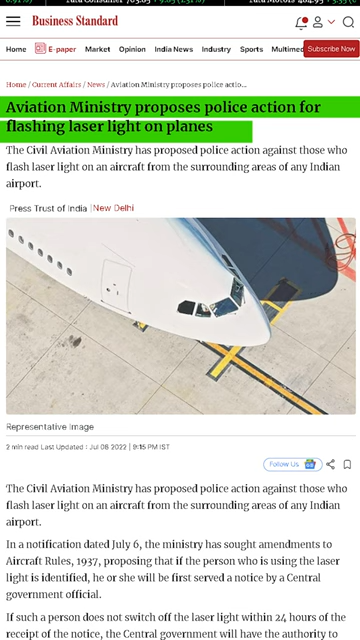 Business Standard
Home E-paper Market Opinion India News Industry Sports Multimed Subscribe Now
Home / Current Affairs / News / Aviation Ministry proposes police actio...
Aviation Ministry proposes police action for
flashing laser light on planes
The Civil Aviation Ministry has proposed police action against those who
flash laser light on an aircraft from the surrounding areas of any Indian
airport.
Press Trust of India | New Delhi
Representative Image
2 min read Last Updated : Jul 08 2022 | 9:15 PM IST
Follow Us
The Civil Aviation Ministry has proposed police action against those who
flash laser light on an aircraft from the surrounding areas of any Indian
airport.
In a notification dated July 6, the ministry has sought amendments to
Aircraft Rules, 1937, proposing that if the person who is using the laser
light is identified, he or she will be first served a notice by a Central
government official.
If such a person does not switch off the laser light within 24 hours of the
receipt of the notice, the Central government will have the authority to